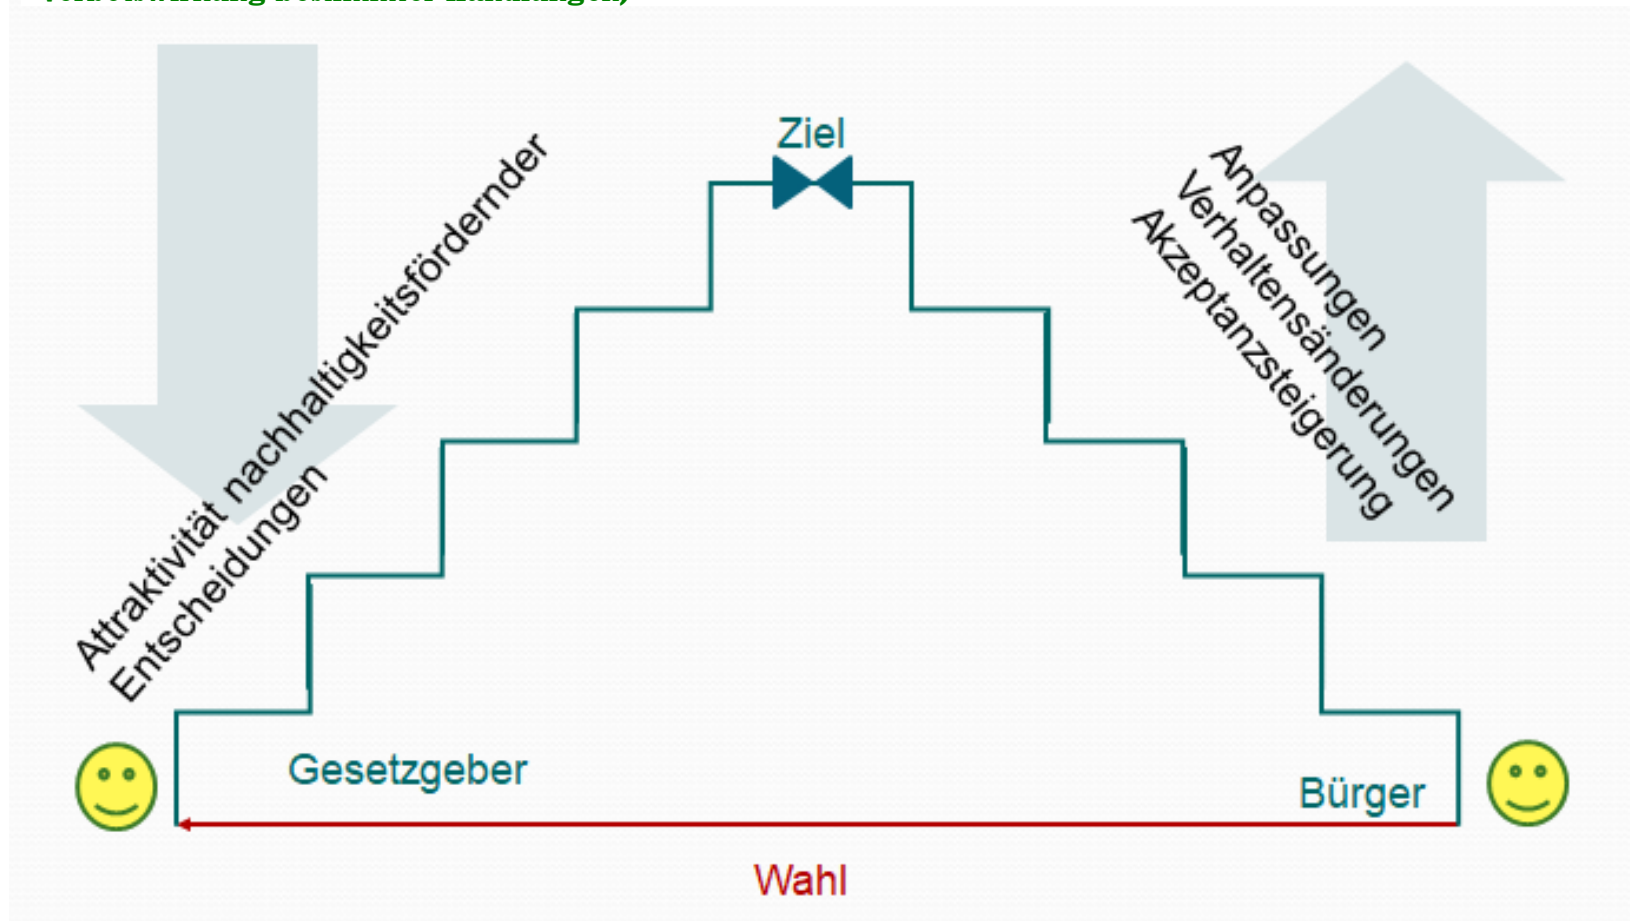 Ziel
Attraktivität nachhaltigkeitsfördernder
Entscheidungen
Anpassungen
Verhaltensänderungen
Akzeptanzsteigerung
Gesetzgeber
Bürger
Wahl